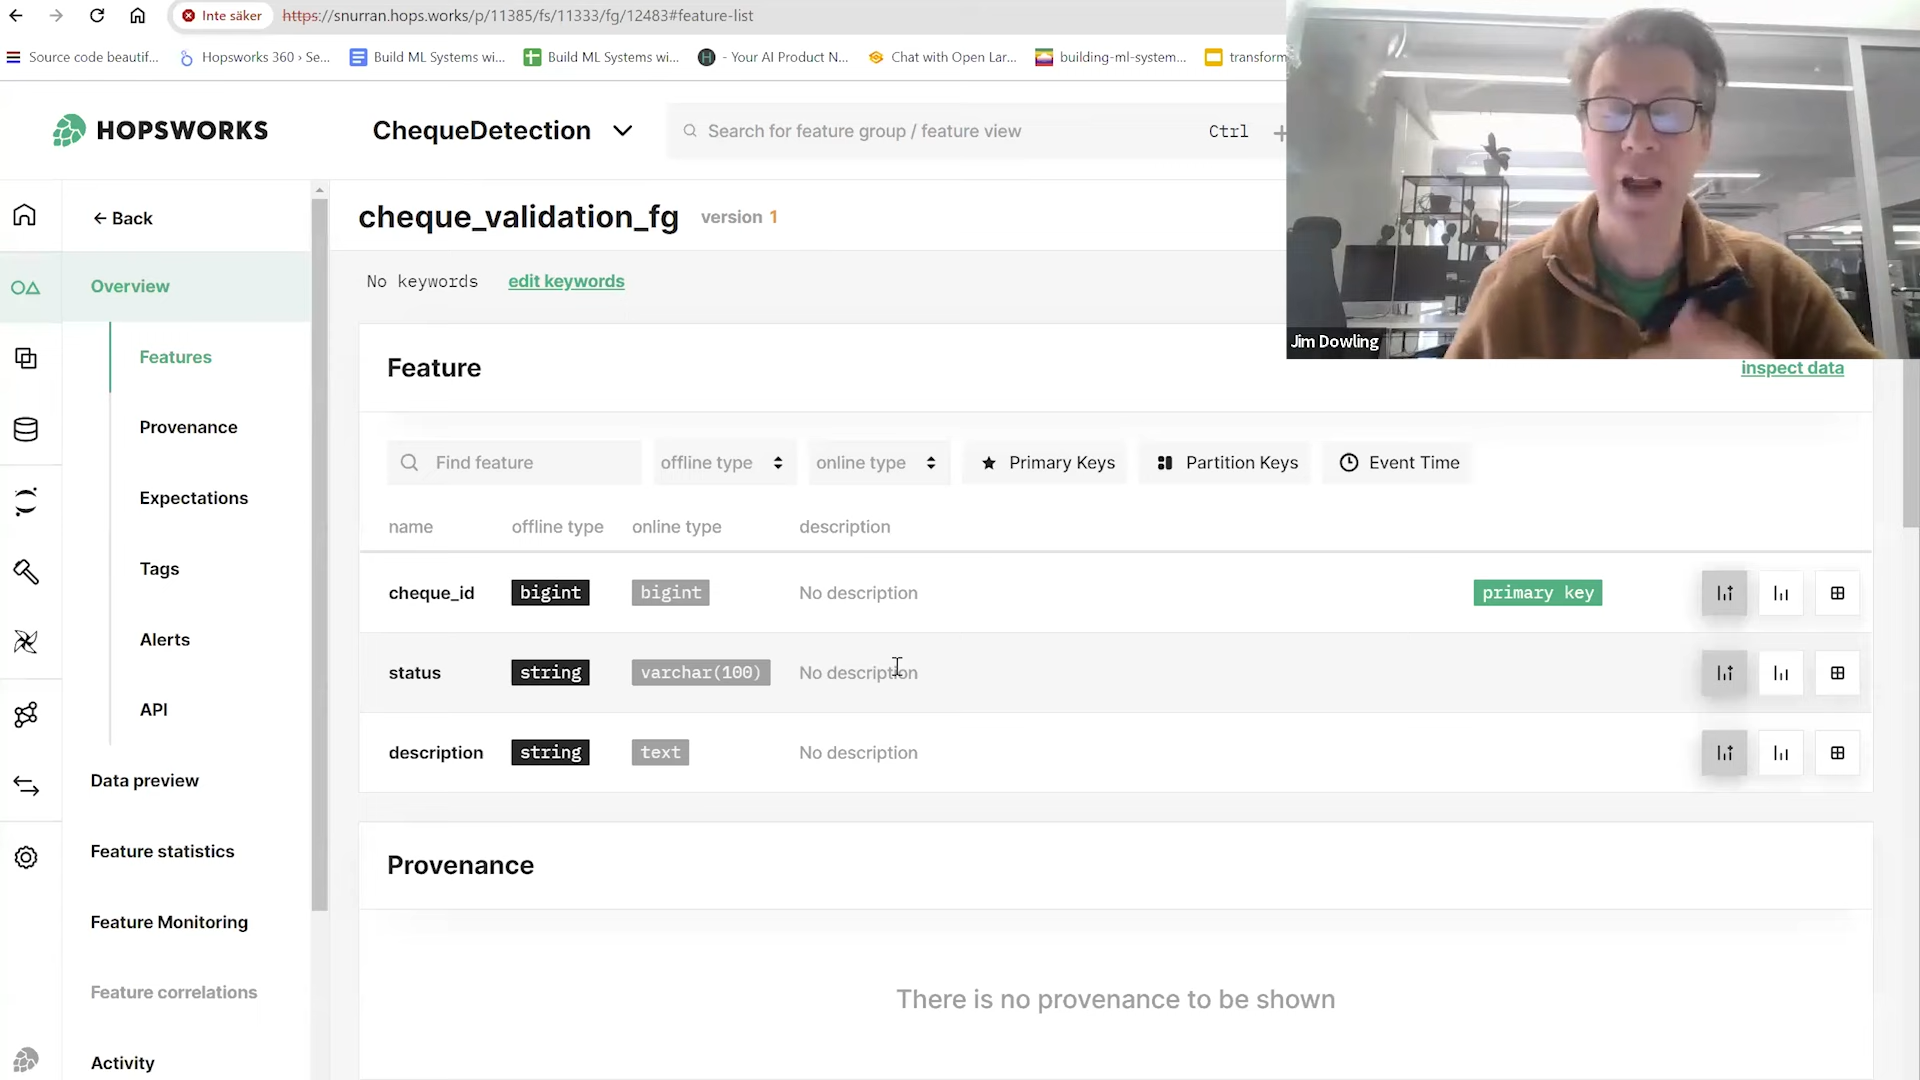 Inte säker
https://snurran.hops.works/p/11385/fs/11333/fg/12483#feature-list
Source code beautif...
Hopsworks 360 › Se...
Build ML Systems wi...
Build ML Systems wi...
- Your AI Product N...
Chat with Open Lar...
building-ml-system...
transform
HOPSWORKS
ChequeDetection
Search for feature group / feature view
Ctrl +
Jim Dowling
← Back
Overview
Features
Provenance
Expectations
Tags
Alerts
API
Data preview
Feature statistics
Feature Monitoring
Feature correlations
Activity
cheque_validation_fg version 1
No keywords edit keywords
Feature
inspect data
Find feature
offline type
online type
Primary Keys
Partition Keys
Event Time
name offline type online type description
cheque_id bigint bigint No description primary key
status string varchar(100) No description
description string text No description
Provenance
There is no provenance to be shown